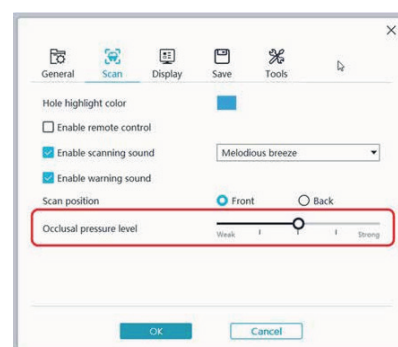 General Scan Display Save Tools
Hole highlight color
Enable remote control
Enable scanning sound Melodious breeze
Enable warning sound
Scan position Front Back
Occlusal pressure level
Weak Strong
OK Cancel